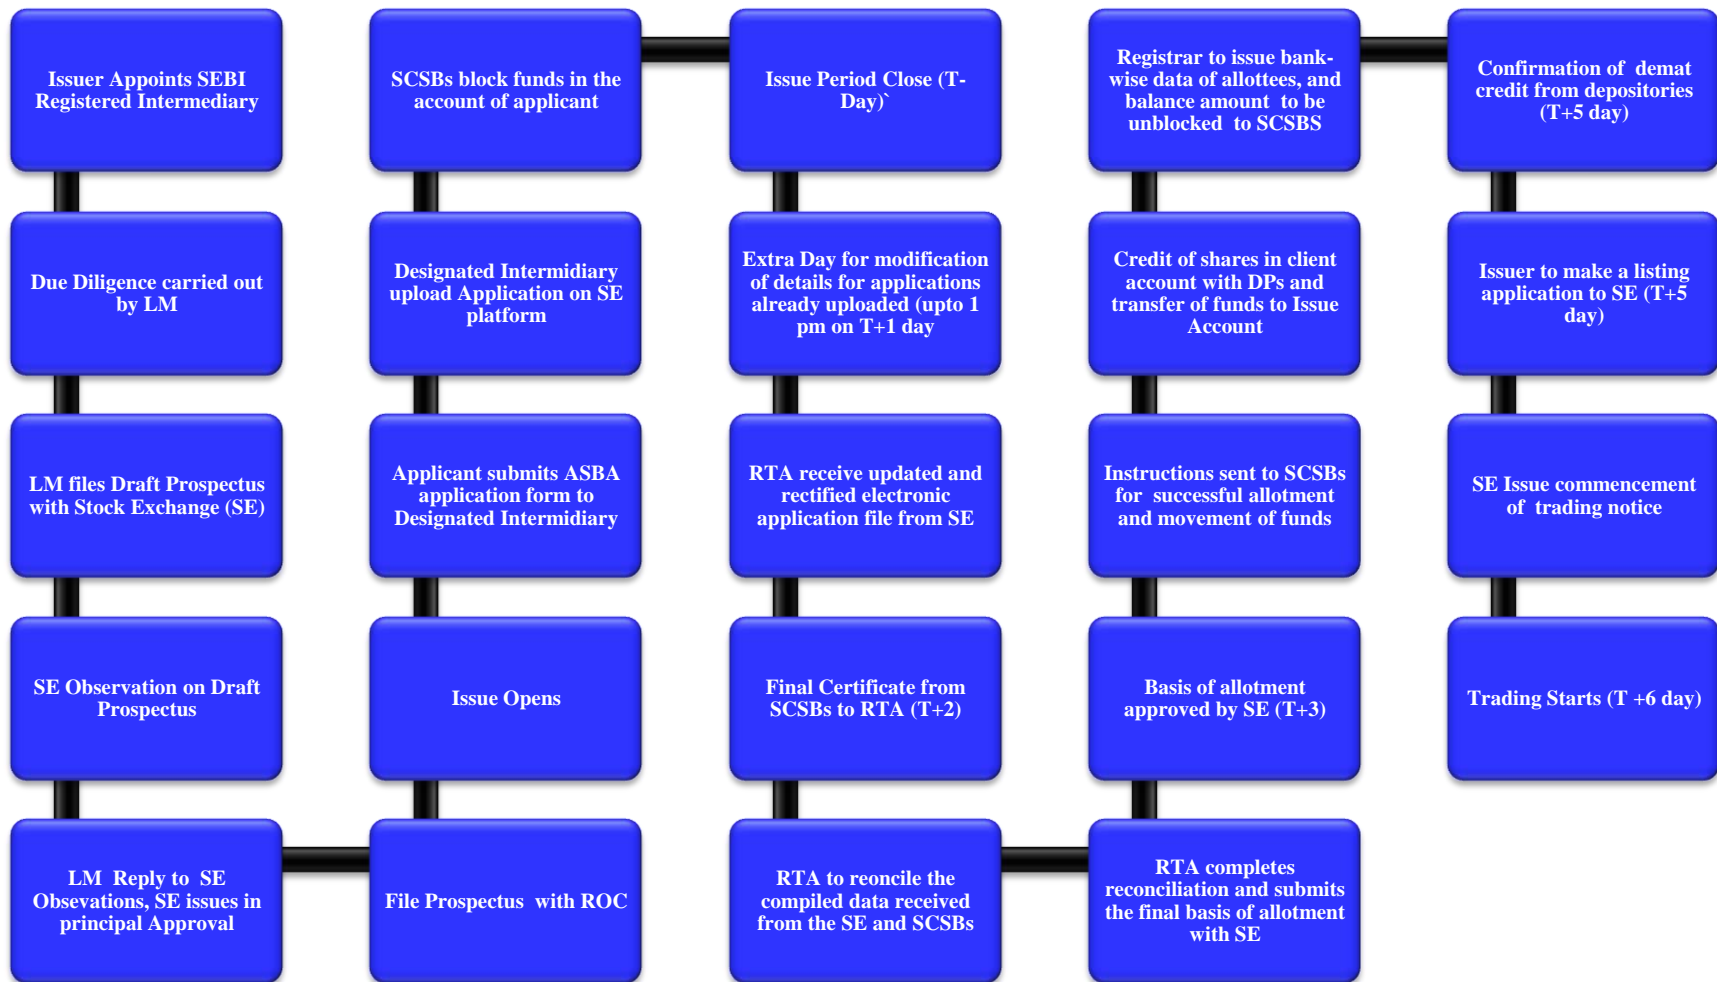 Issuer Appoints SEBI
Registered Intermediary
Due Diligence carried out
by LM
LM files Draft Prospectus
with Stock Exchange (SE)
SE Observation on Draft
Prospectus
LM Reply to SE
Obsevations, SE issues in
principal Approval
File Prospectus with ROC
Issue Opens
Applicant submits ASBA
application form to
Designated Intermidiary
Designated Intermidiary
upload Application on SE
platform
SCSBs block funds in the
account of applicant
Issue Period Close (T-
Day)`
Extra Day for modification
of details for applications
already uploaded (upto 1
pm on T+1 day
RTA receive updated and
rectified electronic
application file from SE
Final Certificate from
SCSBs to RTA (T+2)
RTA to reconcile the
compiled data received
from the SE and SCSBs
RTA completes
reconciliation and submits
the final basis of allotment
with SE
Basis of allotment
approved by SE (T+3)
Instructions sent to SCSBs
for successful allotment
and movement of funds
Credit of shares in client
account with DPs and
transfer of funds to Issue
Account
Registrar to issue bank-
wise data of allottees, and
balance amount to be
unblocked to SCSBS
Confirmation of demat
credit from depositories
(T+5 day)
Issuer to make a listing
application to SE (T+5
day)
SE Issue commencement
of trading notice
Trading Starts (T +6 day)